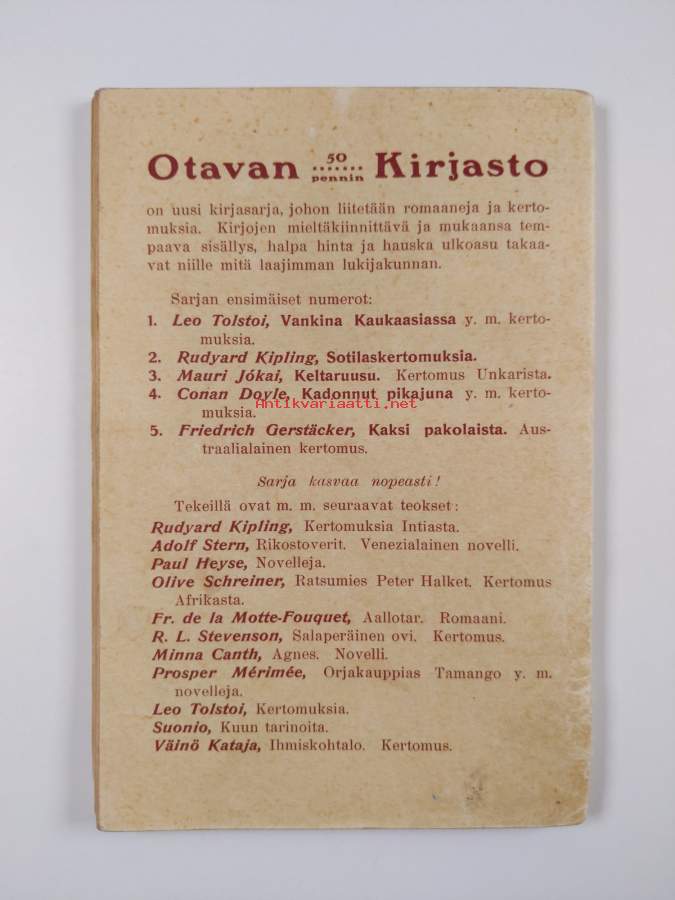 Otavan 50 pennin Kirjasto
on uusi kirjasarja, johon liitetään romaaneja ja kerto-
muksia. Kirjojen mieltäkiinnittävä ja mukaansa tem-
paava sisällys, halpa hinta ja hauska ulkoasu takaa-
vat niille mitä laajimman lukijakunnan.
Sarjan ensimäiset numerot:
1. Leo Tolstoi, Vankina Kaukaasiassa y. m. kerto-
muksia.
2. Rudyard Kipling, Sotilaskertomuksia.
3. Mauri Jókai, Keltaruusu. Kertomus Unkarista.
4. Conan Doyle, Kadonnut pikajuna y. m. kerto-
Antikvariaatti.net
muksia.
5. Friedrich Gerstäcker, Kaksi pakolaista. Aus-
traalialainen kertomus.
Sarja kasvaa nopeasti!
Tekeillä ovat m. m. seuraavat teokset:
Rudyard Kipling, Kertomuksia Intiasta.
Adolf Stern, Rikostoverit. Venezialainen novelli.
Paul Heyse, Novelleja.
Olive Schreiner, Ratsumies Peter Halket. Kertomus
Afrikasta.
Fr. de la Motte-Fouquet, Aallotar. Romaani.
R. L. Stevenson, Salaperäinen ovi. Kertomus.
Minna Canth, Agnes. Novelli.
Prosper Mérimée, Orjakauppias Tamango y. m.
novelleja.
Leo Tolstoi, Kertomuksia.
Suonio, Kuun tarinoita.
Väinö Kataja, Ihmiskohtalo. Kertomus.